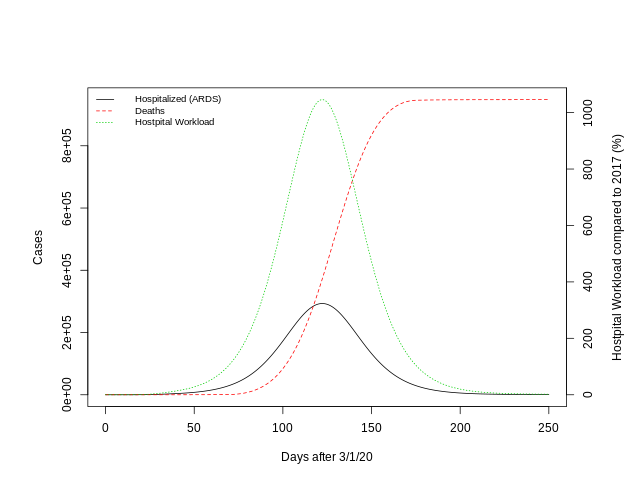 Hospitalized (ARDS)
Deaths
Hostpital Workload
Cases
0e+00
2e+05
4e+05
6e+05
8e+05
0
200
400
600
800
1000
Hostpital Workload compared to 2017 (%)
0
50
100
150
200
250
Days after 3/1/20